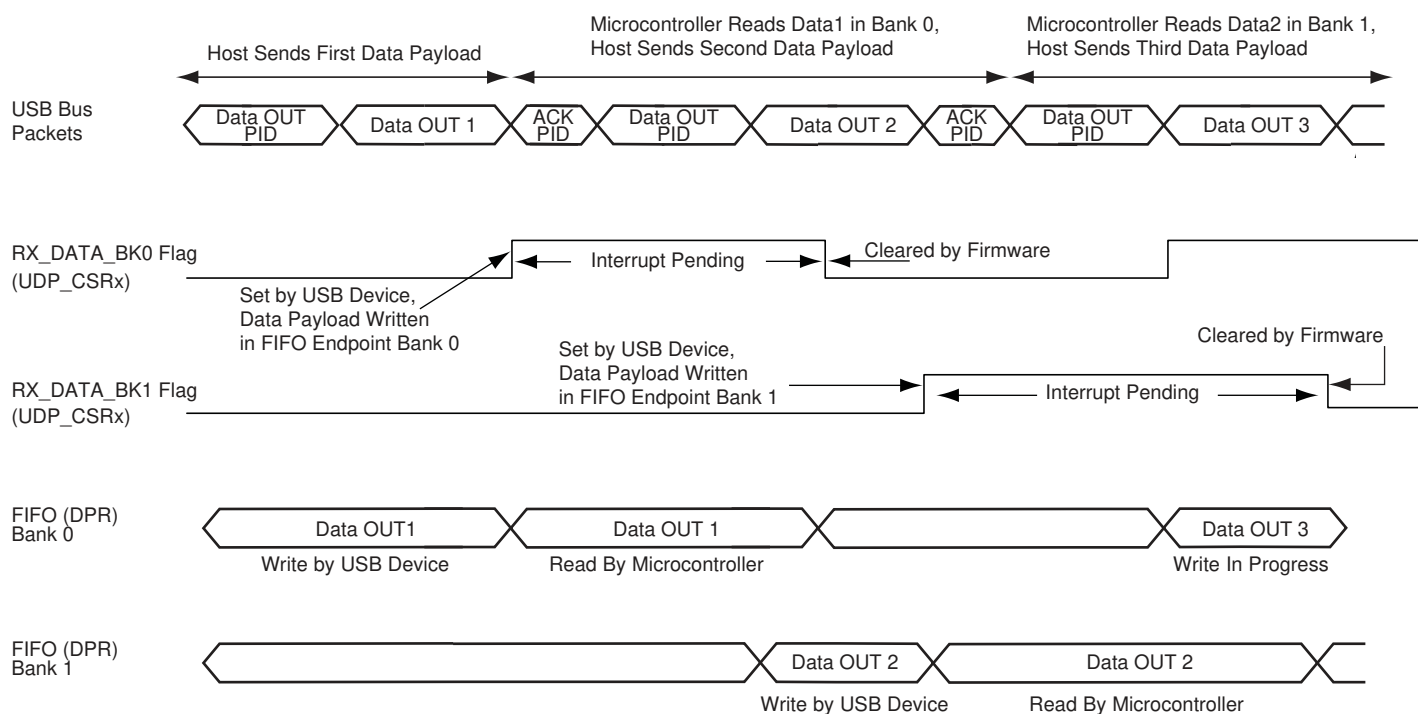 Microcontroller Reads Data1 in Bank 0,
Host Sends Second Data Payload
Microcontroller Reads Data2 in Bank 1,
Host Sends Third Data Payload
Host Sends First Data Payload
USB Bus
Packets
Data OUT
PID
Data OUT 1
ACK
PID
Data OUT
PID
Data OUT 2
ACK
PID
Data OUT
PID
Data OUT 3
RX_DATA_BK0 Flag
(UDP_CSRx)
Interrupt Pending
Cleared by Firmware
Set by USB Device,
Data Payload Written
in FIFO Endpoint Bank 0
Cleared by Firmware
Set by USB Device,
Data Payload Written
in FIFO Endpoint Bank 1
RX_DATA_BK1 Flag
(UDP_CSRx)
Interrupt Pending
FIFO (DPR)
Bank 0
Data OUT1
Data OUT 1
Data OUT 3
Write by USB Device
Read By Microcontroller
Write In Progress
FIFO (DPR)
Bank 1
Data OUT 2
Data OUT 2
Write by USB Device
Read By Microcontroller